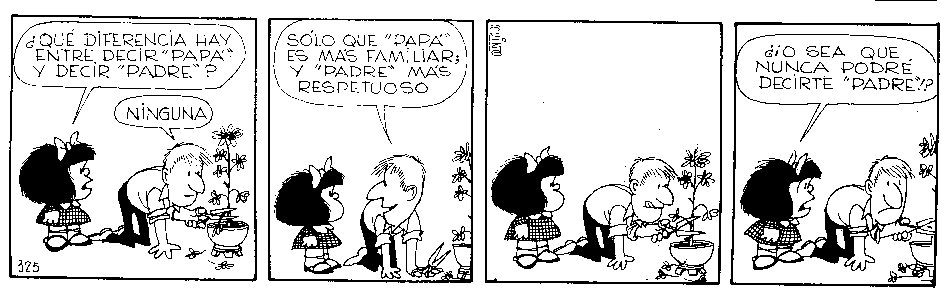 ¿QUÉ DIFERENCIA HAY
ENTRE DECIR "PAPÁ"
Y DECIR "PADRE"?
NINGUNA
325
SÓLO QUE "PAPÁ"
ES MÁS FAMILIAR;
Y "PADRE" MÁS
RESPETUOSO
¿¡O SEA QUE
NUNCA PODRÉ
DECIRTE "PADRE"!?